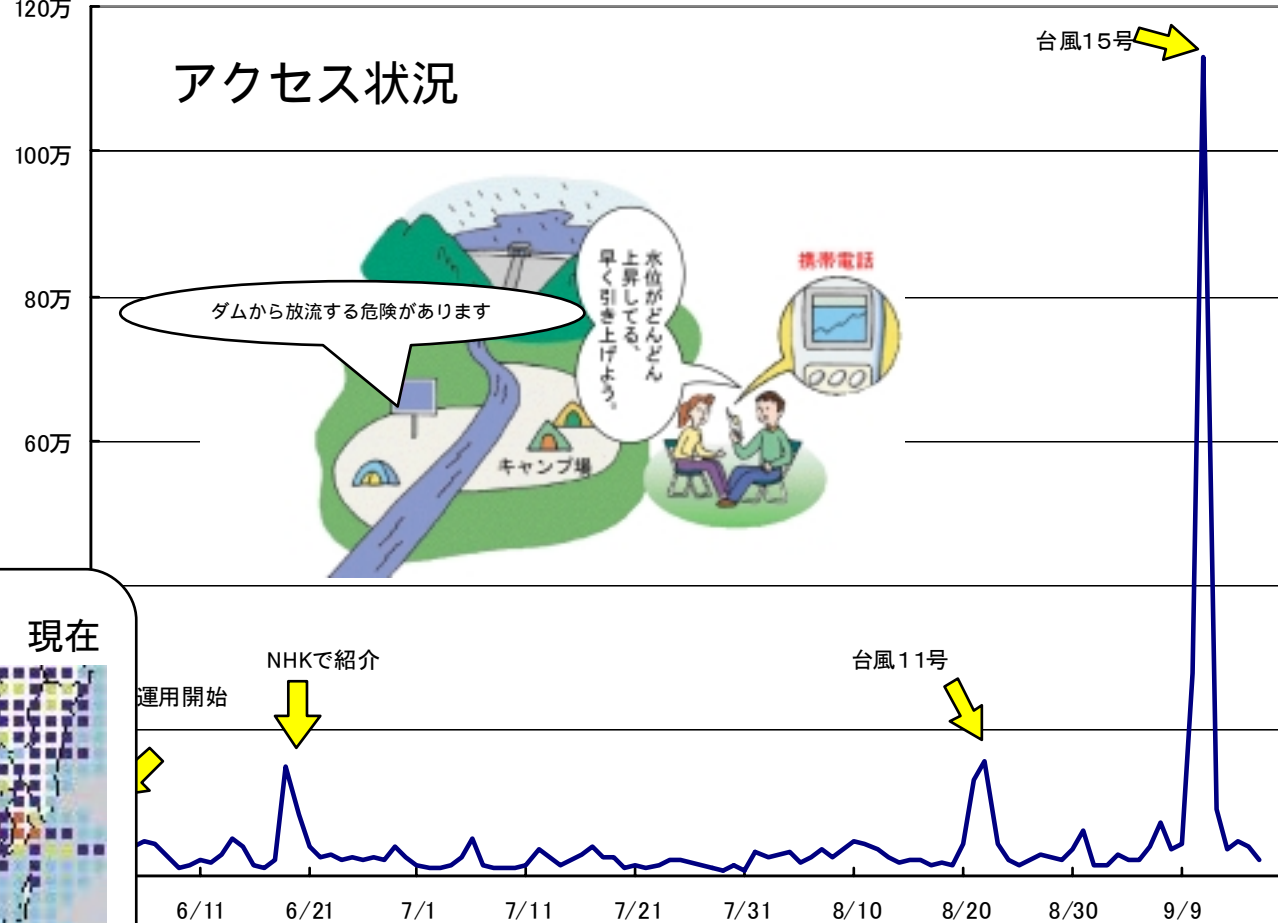 120万
台風15号
アクセス状況
100万
水位がどんどん
上昇してる、
早く引き上げよう。
携帯電話
80万
ダムから放流する危険があります
60万
キャンプ場
現在
NHKで紹介
台風11号
運用開始
6/11
6/21
7/1
7/11
7/21
7/31
8/10
8/20
8/30
9/9